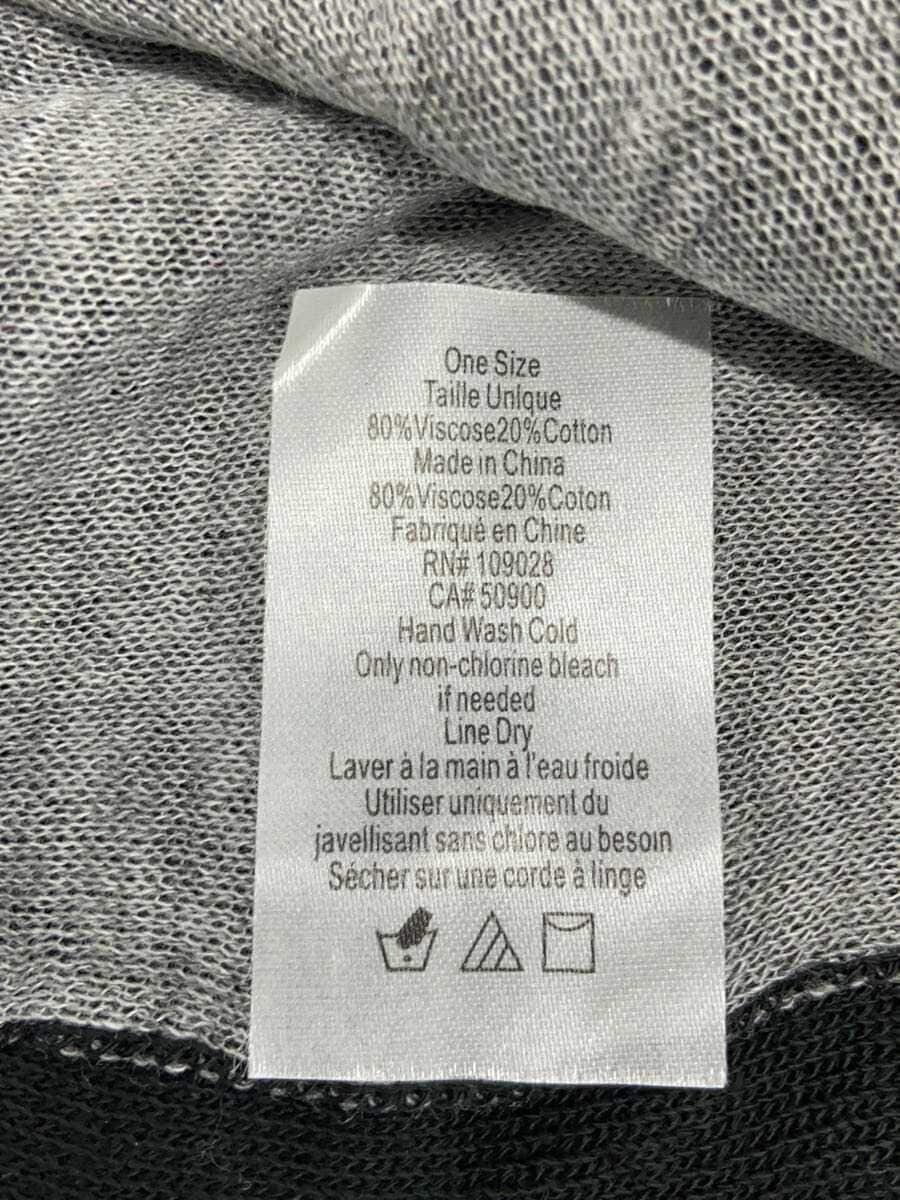 One Size
Taille Unique
80%Viscose20%Cotton
Made in China
80%Viscose20%Coton
Fabriqué en Chine
RN# 109028
CA# 50900
Hand Wash Cold
Only non-chlorine bleach
if needed
Line Dry
Laver à la main à l'eau froide
Utiliser uniquement du
javellisant sans chlore au besoin
Sécher sur une corde à linge